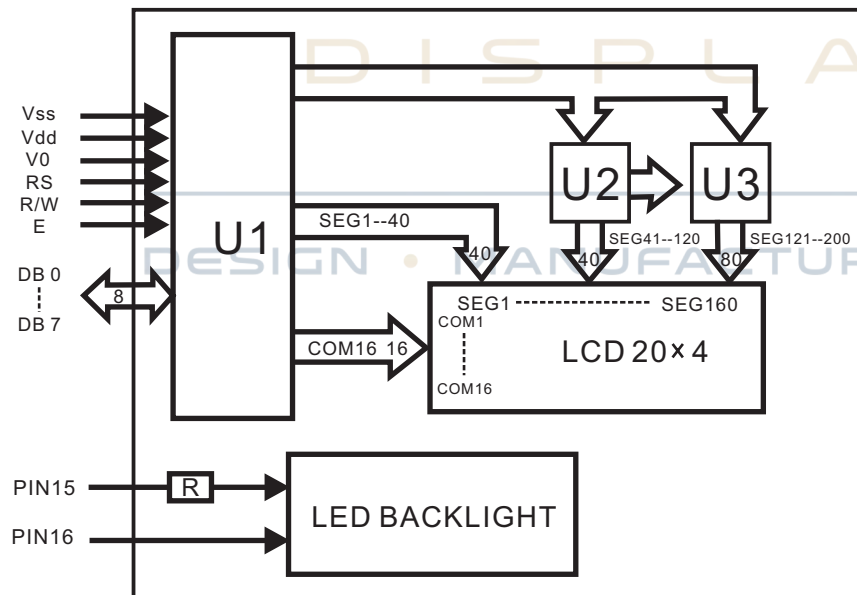 DISPLA
Vss
Vdd
V0
RS
R/W
E
DB 0
8
DB 7
U1
U2
U3
SEG1--40
40
SEG41--120
40
SEG121--200
80
DESIGN • MANUFACTUR
SEG1 SEG160
COM1
COM16
LCD 20×4
COM16 16
PIN15
R
PIN16
LED BACKLIGHT